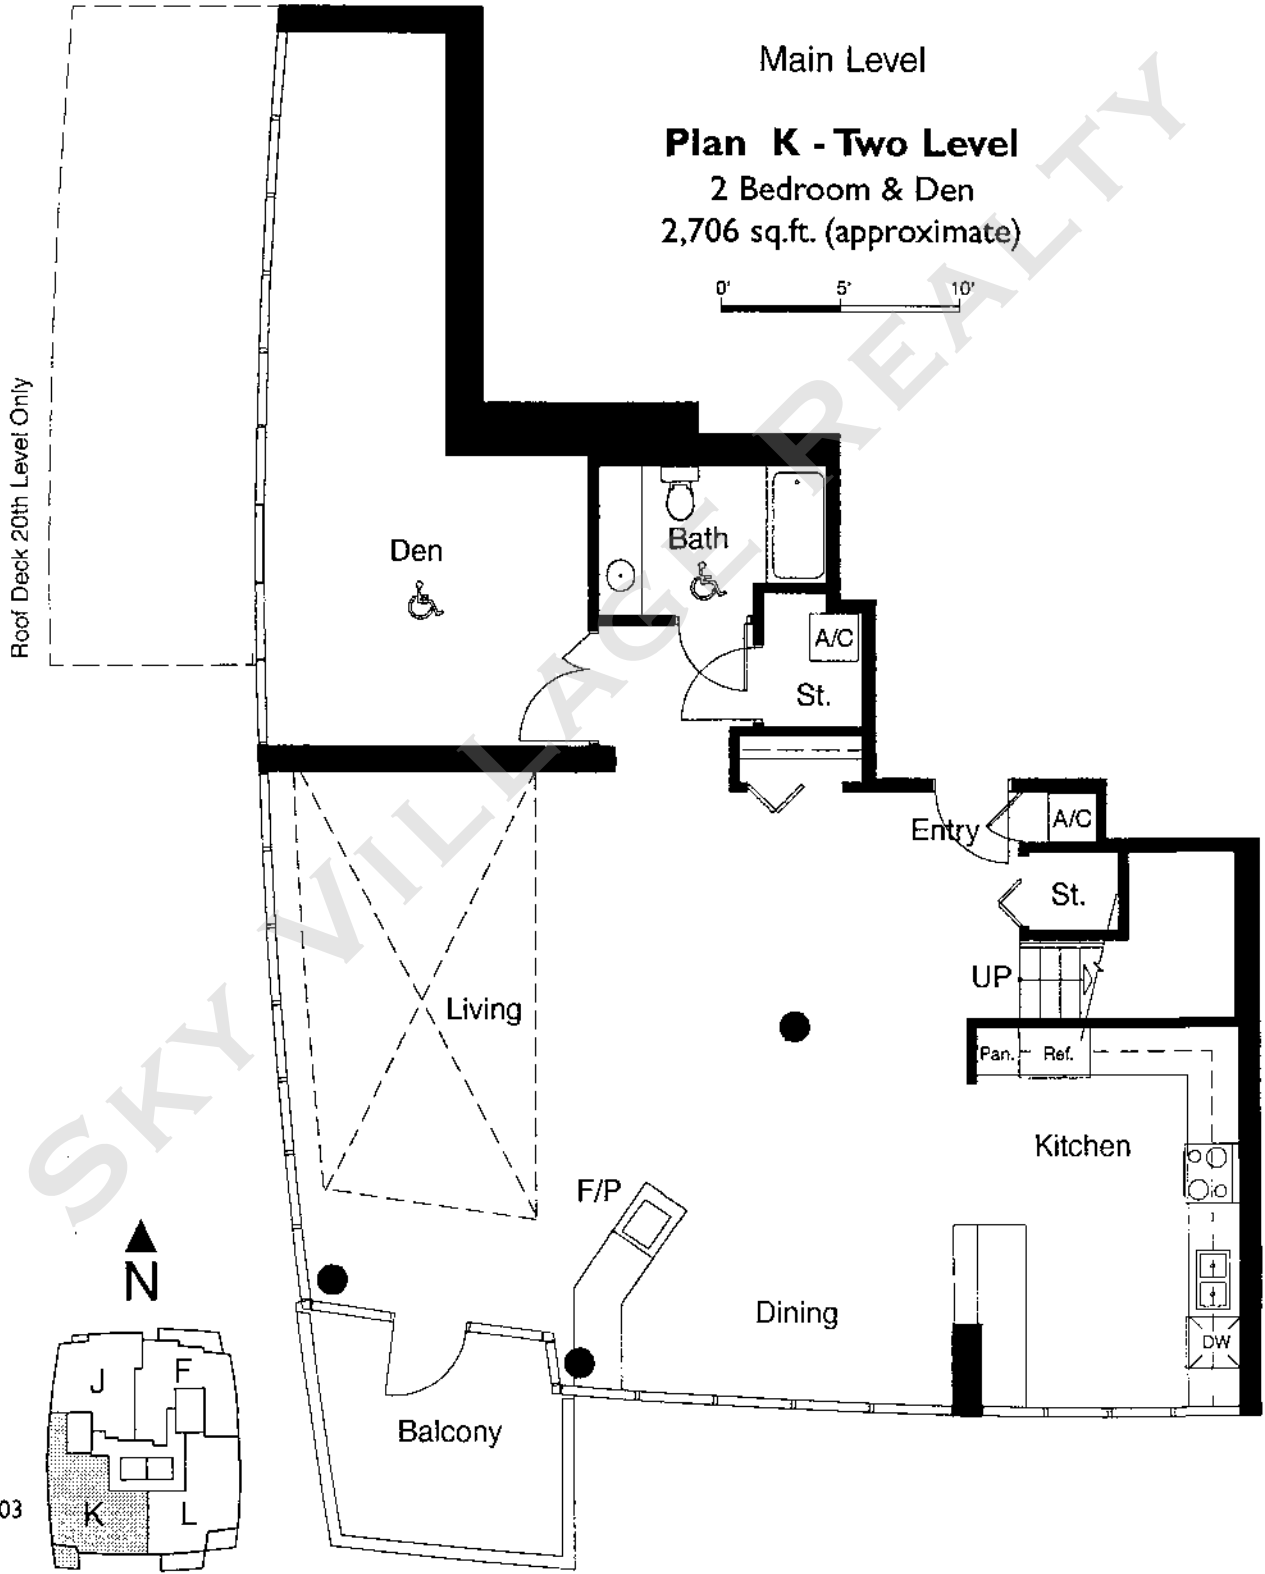 Main Level
Plan K - Two Level
2 Bedroom & Den
2,706 sq.ft. (approximate)
0' 5' 10'
Roof Deck 20th Level Only
Den
Bath
A/C
St.
Entry
A/C
St.
UP
Living
Pan. Ref.
Kitchen
F/P
Dining
DW
Balcony
N
J F
K L
03
SKY VILLAGE REALTY